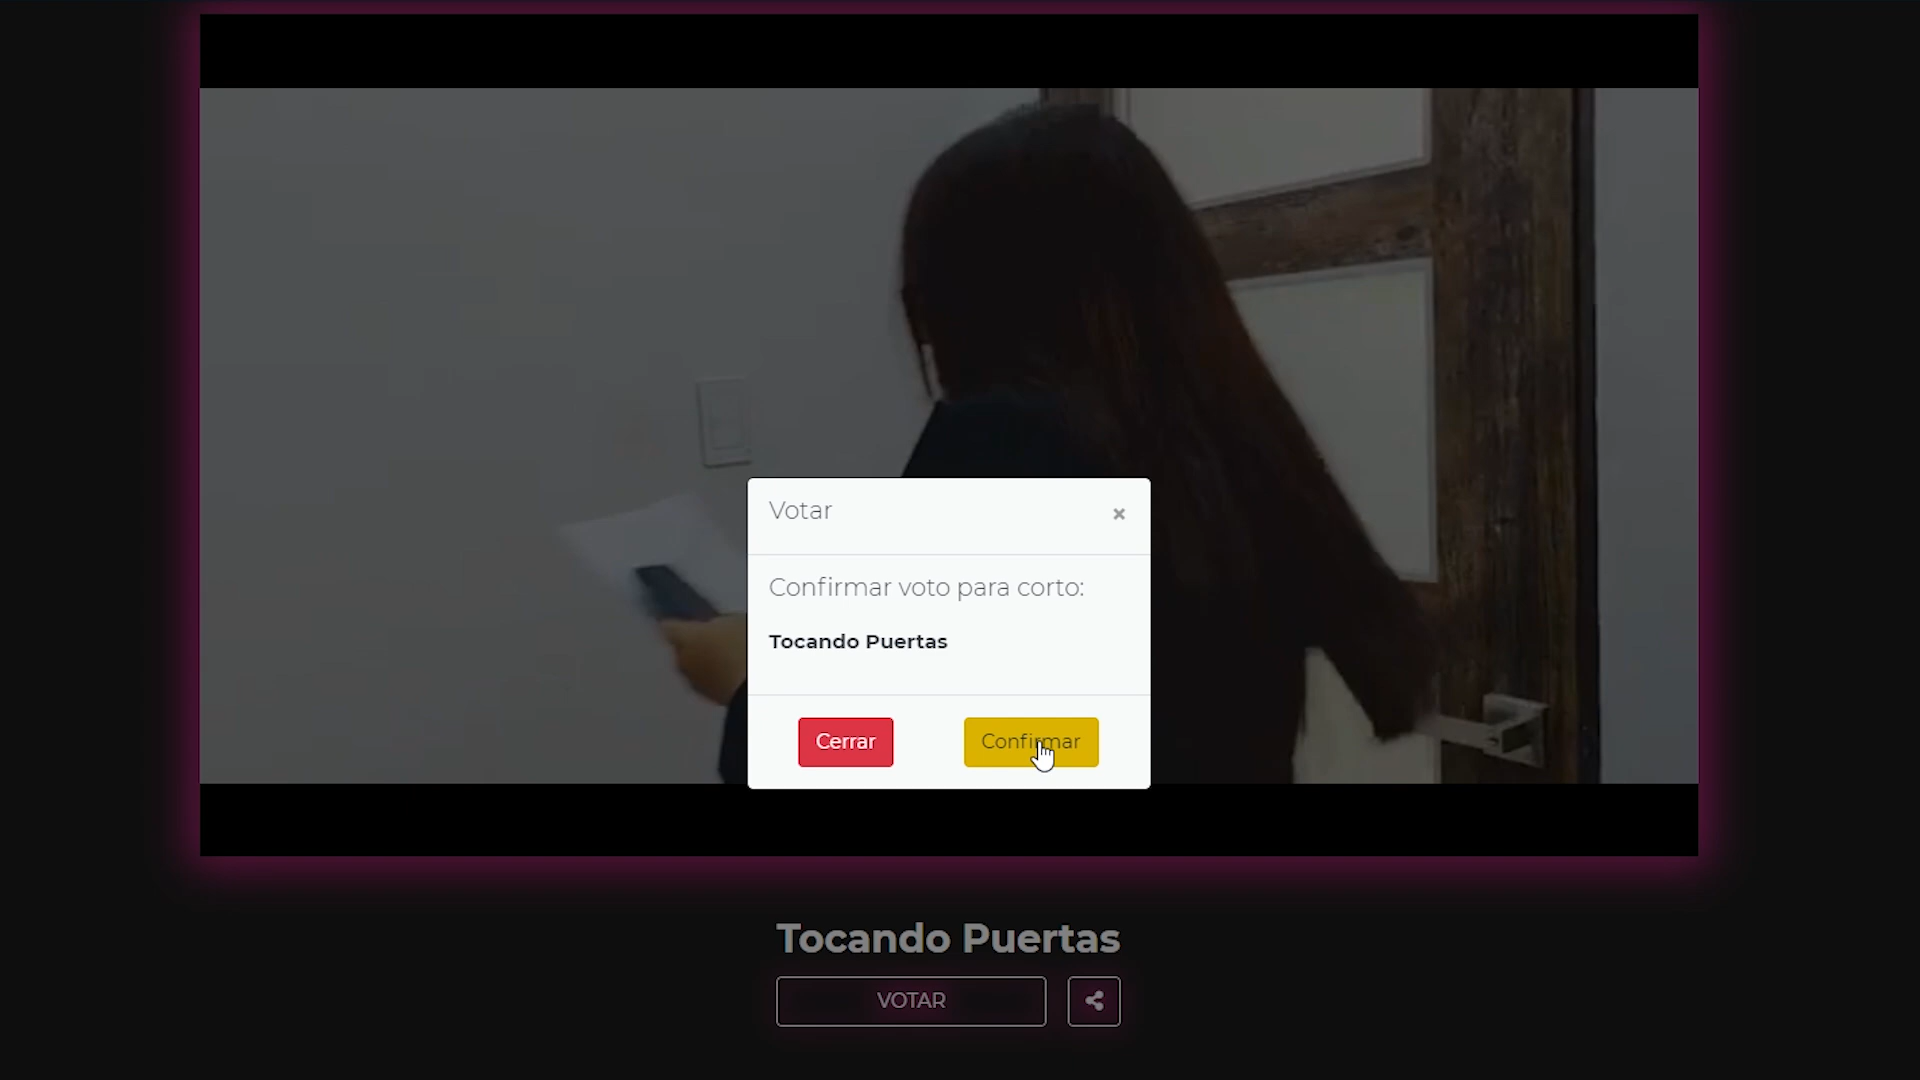 Votar
×
Confirmar voto para corto:
Tocando Puertas
Cerrar
Confirmar
Tocando Puertas
VOTAR